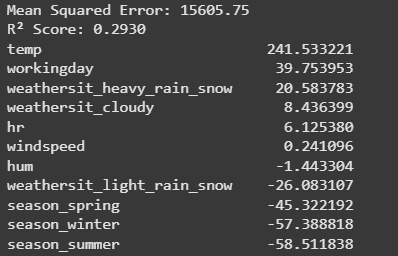 Mean Squared Error: 15605.75
R² Score: 0.2930
temp 241.533221
workingday 39.753953
weathersit_heavy_rain_snow 20.583783
weathersit_cloudy 8.436399
hr 6.125380
windspeed 0.241096
hum -1.443304
weathersit_light_rain_snow -26.083107
season_spring -45.322192
season_winter -57.388818
season_summer -58.511838